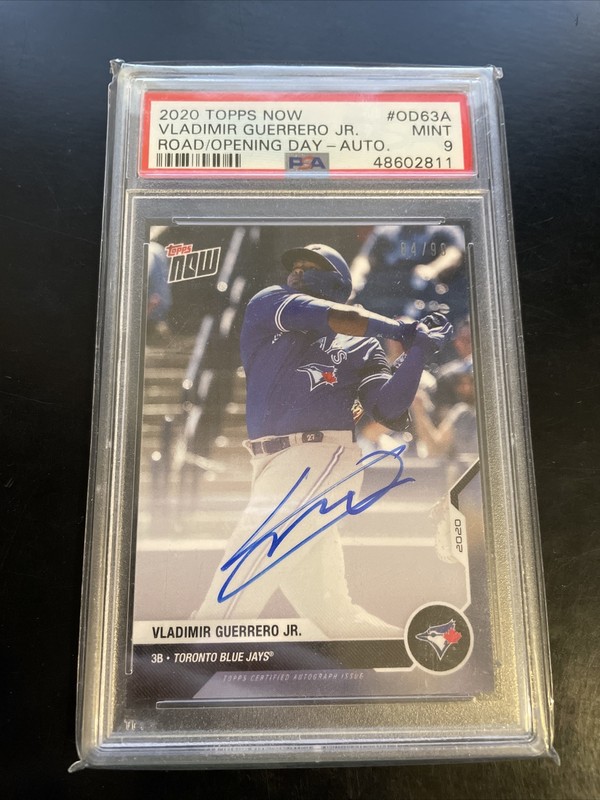 2020 TOPPS NOW #OD63A
VLADIMIR GUERRERO JR. MINT
ROAD/OPENING DAY - AUTO. 9
PSA 48602811
Topps NOW
27
2020
VLADIMIR GUERRERO JR.
3B • TORONTO BLUE JAYS®
TOPPS CERTIFIED AUTOGRAPH ISSUE